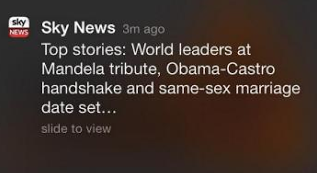 sky
NEWS
Sky News 3m ago
Top stories: World leaders at
Mandela tribute, Obama-Castro
handshake and same-sex marriage
date set...
slide to view